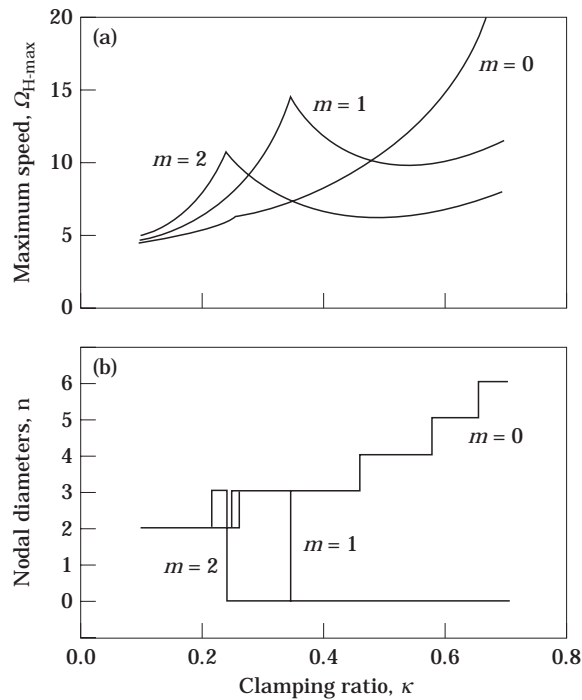 20
(a)
15
10
5
0
Maximum speed, Ω_H-max
m = 0
m = 1
m = 2
(b)
6
5
4
3
2
1
0
Nodal diameters, n
m = 0
m = 1
m = 2
0.0 0.2 0.4 0.6 0.8
Clamping ratio, κ